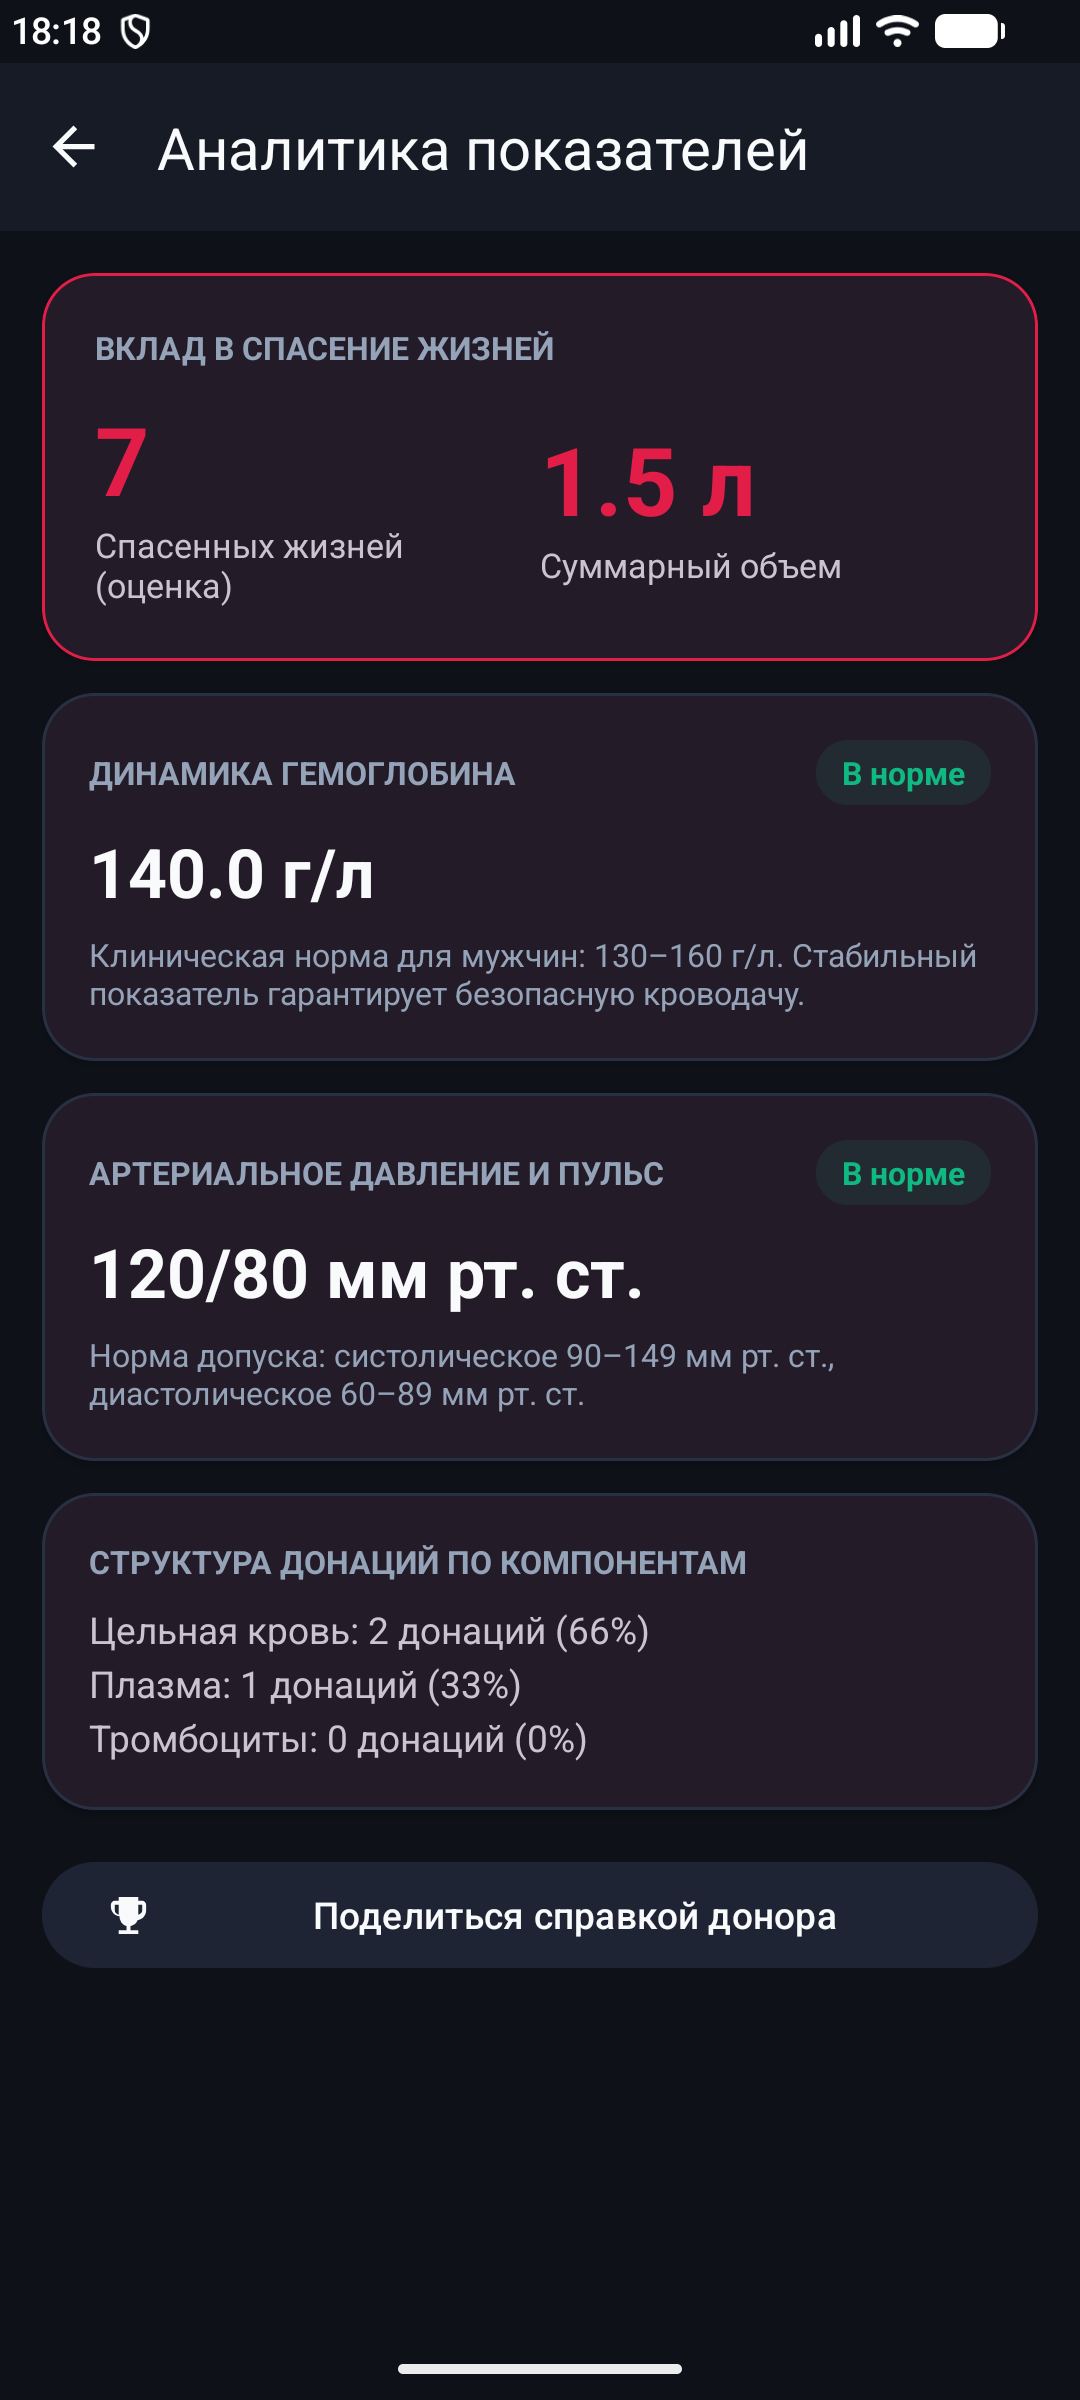 18:18
Аналитика показателей
ВКЛАД В СПАСЕНИЕ ЖИЗНЕЙ
7
Спасенных жизней
(оценка)
1.5 л
Суммарный объем
ДИНАМИКА ГЕМОГЛОБИНА
В норме
140.0 г/л
Клиническая норма для мужчин: 130–160 г/л. Стабильный
показатель гарантирует безопасную кроводачу.
АРТЕРИАЛЬНОЕ ДАВЛЕНИЕ И ПУЛЬС
В норме
120/80 мм рт. ст.
Норма допуска: систолическое 90–149 мм рт. ст.,
диастолическое 60–89 мм рт. ст.
СТРУКТУРА ДОНАЦИЙ ПО КОМПОНЕНТАМ
Цельная кровь: 2 донаций (66%)
Плазма: 1 донаций (33%)
Тромбоциты: 0 донаций (0%)
Поделиться справкой донора